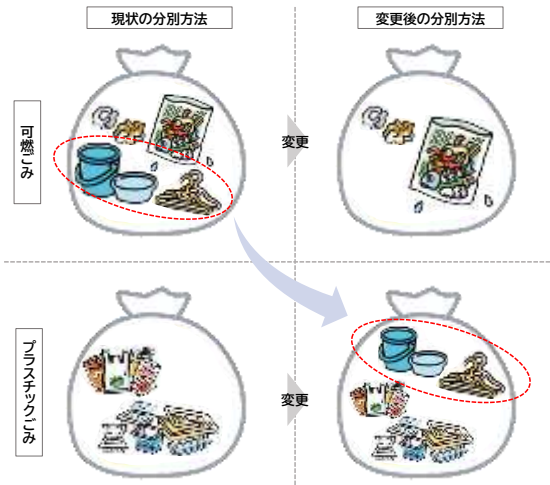 現状の分別方法
変更後の分別方法
可燃ごみ
変更
プラスチックごみ
変更